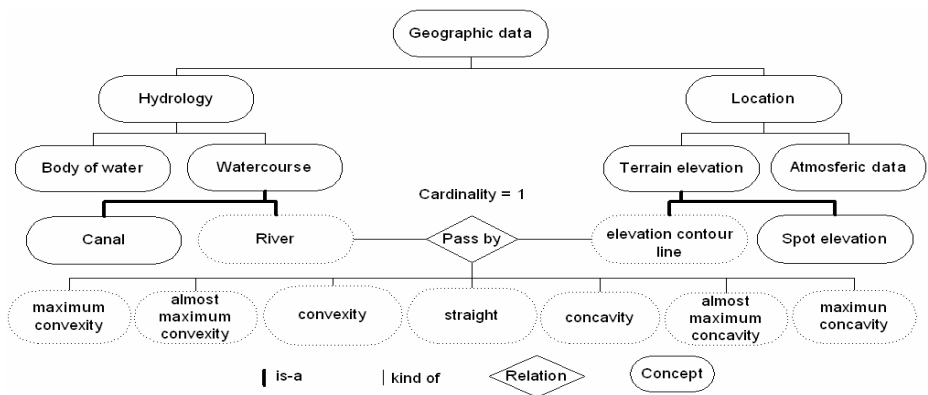 Geographic data
Hydrology
Location
Body of water
Watercourse
Terrain elevation
Atmosferic data
Cardinality = 1
Canal
River
Pass by
elevation contour
line
Spot elevation
maximum
convexity
almost
maximum
convexity
convexity
straight
concavity
almost
maximum
concavity
maximun
concavity
is-a
kind of
Relation
Concept